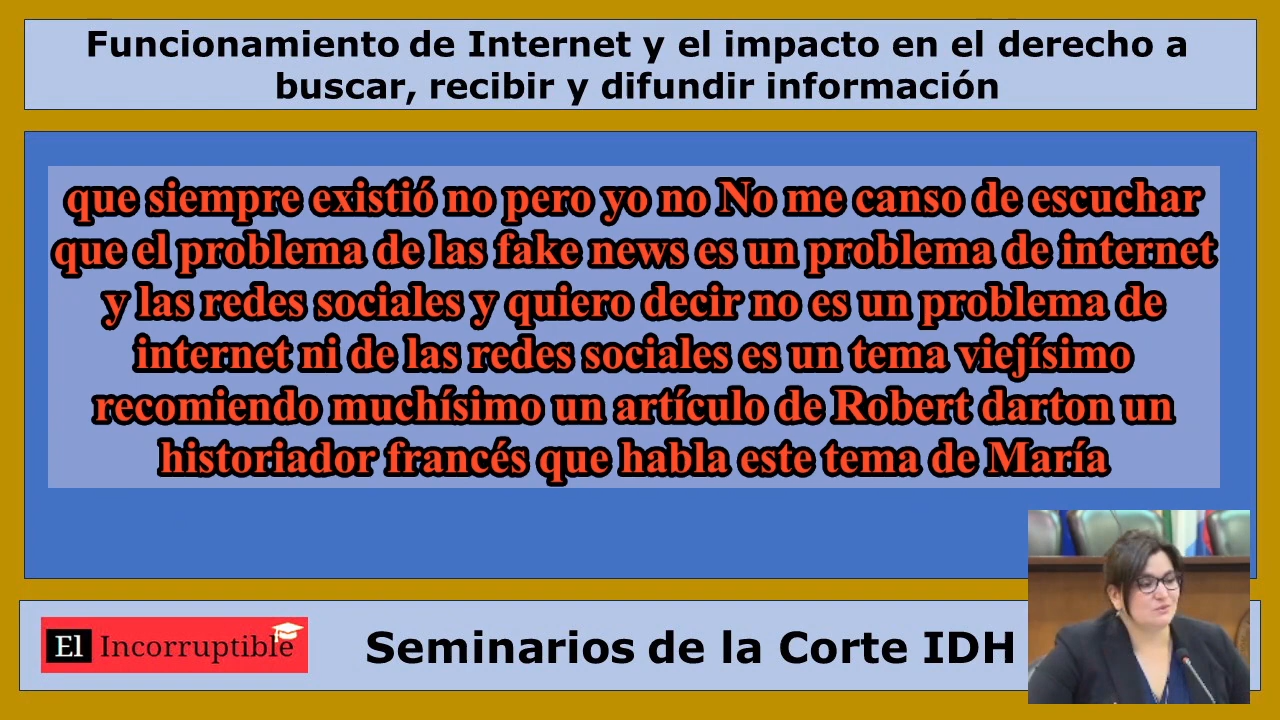 Funcionamiento de Internet y el impacto en el derecho a
buscar, recibir y difundir información
que siempre existió no pero yo no No me canso de escuchar
que el problema de las fake news es un problema de internet
y las redes sociales y quiero decir no es un problema de
internet ni de las redes sociales es un tema viejísimo
recomiendo muchísimo un artículo de Robert darton un
historiador francés que habla este tema de María
El Incorruptible
Seminarios de la Corte IDH